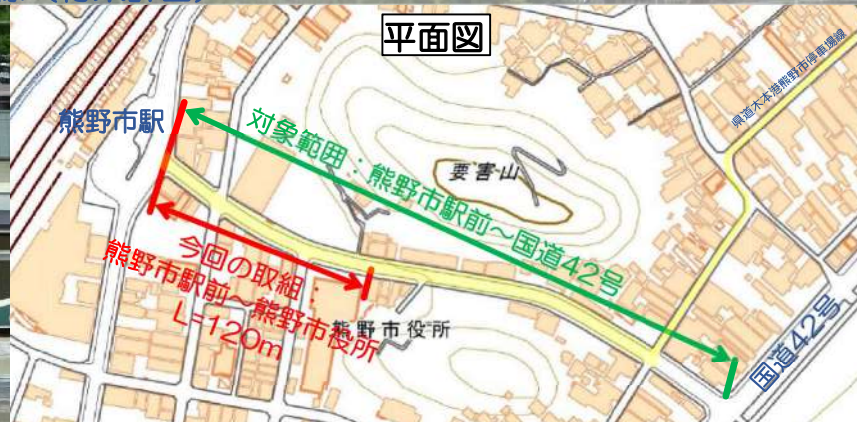 平面図
熊野市駅
県道木本港熊野市停車場線
対象範囲：熊野市駅前～国道42号
要害山
今回の取組：
熊野市駅前～熊野市役所
L=120m
熊野市役所
国道42号